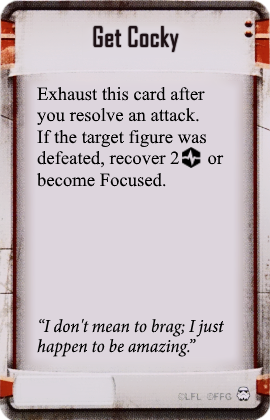 Get Cocky
Exhaust this card after
you resolve an attack.
If the target figure was
defeated, recover 2 or
become Focused.
“I don't mean to brag; I just
happen to be amazing.”
©LFL ©FFG